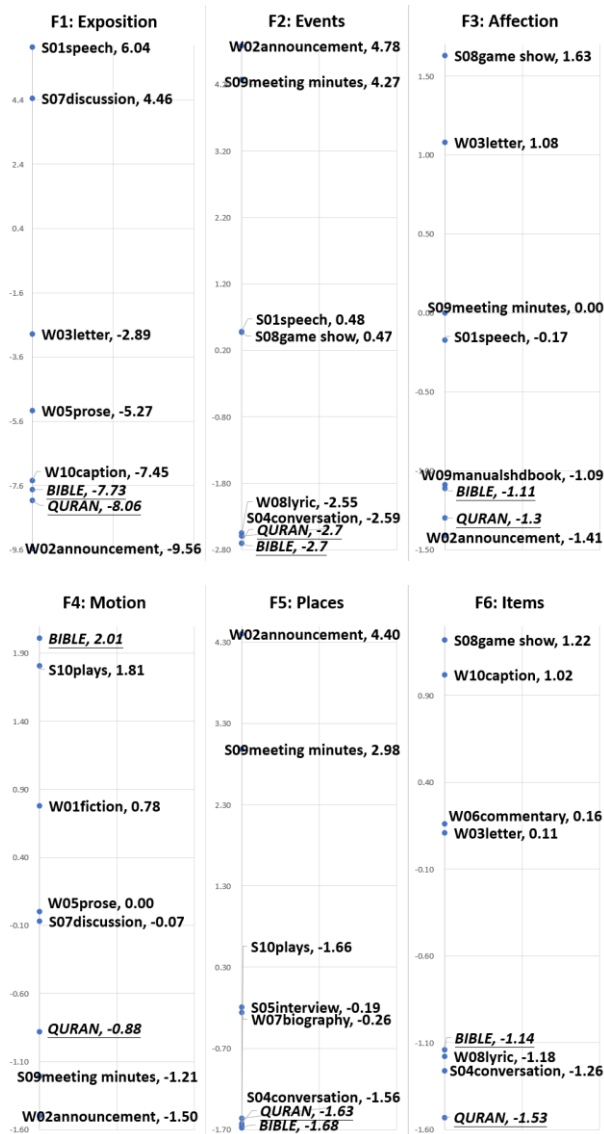 F1: Exposition
S01speech, 6.04
4.4
S07discussion, 4.46
2.4
0.4
-1.6
W03letter, -2.89
-3.6
W05prose, -5.27
-5.6
W10caption, -7.45
-7.6
BIBLE, -7.73
QURAN, -8.06
-9.6
W02announcement, -9.56
F2: Events
W02announcement, 4.78
4.20
S09meeting minutes, 4.27
3.20
2.20
1.20
S01speech, 0.48
S08game show, 0.47
0.20
-0.80
-1.80
W08lyric, -2.55
S04conversation, -2.59
QURAN, -2.7
-2.80
BIBLE, -2.7
F3: Affection
S08game show, 1.63
1.50
W03letter, 1.08
1.00
0.50
S09meeting minutes, 0.00
0.00
S01speech, -0.17
-0.50
-1.00
W09manualshdbook, -1.09
BIBLE, -1.11
QURAN, -1.3
W02announcement, -1.41
-1.50
F4: Motion
BIBLE, 2.01
1.90
S10plays, 1.81
1.40
0.90
W01fiction, 0.78
0.40
W05prose, 0.00
-0.10
S07discussion, -0.07
-0.60
QURAN, -0.88
-1.10
S09meeting minutes, -1.21
-1.60
W02announcement, -1.50
F5: Places
W02announcement, 4.40
4.30
3.30
S09meeting minutes, 2.98
2.30
1.30
S10plays, -1.66
0.30
S05interview, -0.19
W07biography, -0.26
-0.70
S04conversation, -1.56
QURAN, -1.63
-1.70
BIBLE, -1.68
F6: Items
S08game show, 1.22
W10caption, 1.02
0.90
0.40
W06commentary, 0.16
W03letter, 0.11
-0.10
-0.60
-1.10
BIBLE, -1.14
W08lyric, -1.18
S04conversation, -1.26
QURAN, -1.53
-1.60